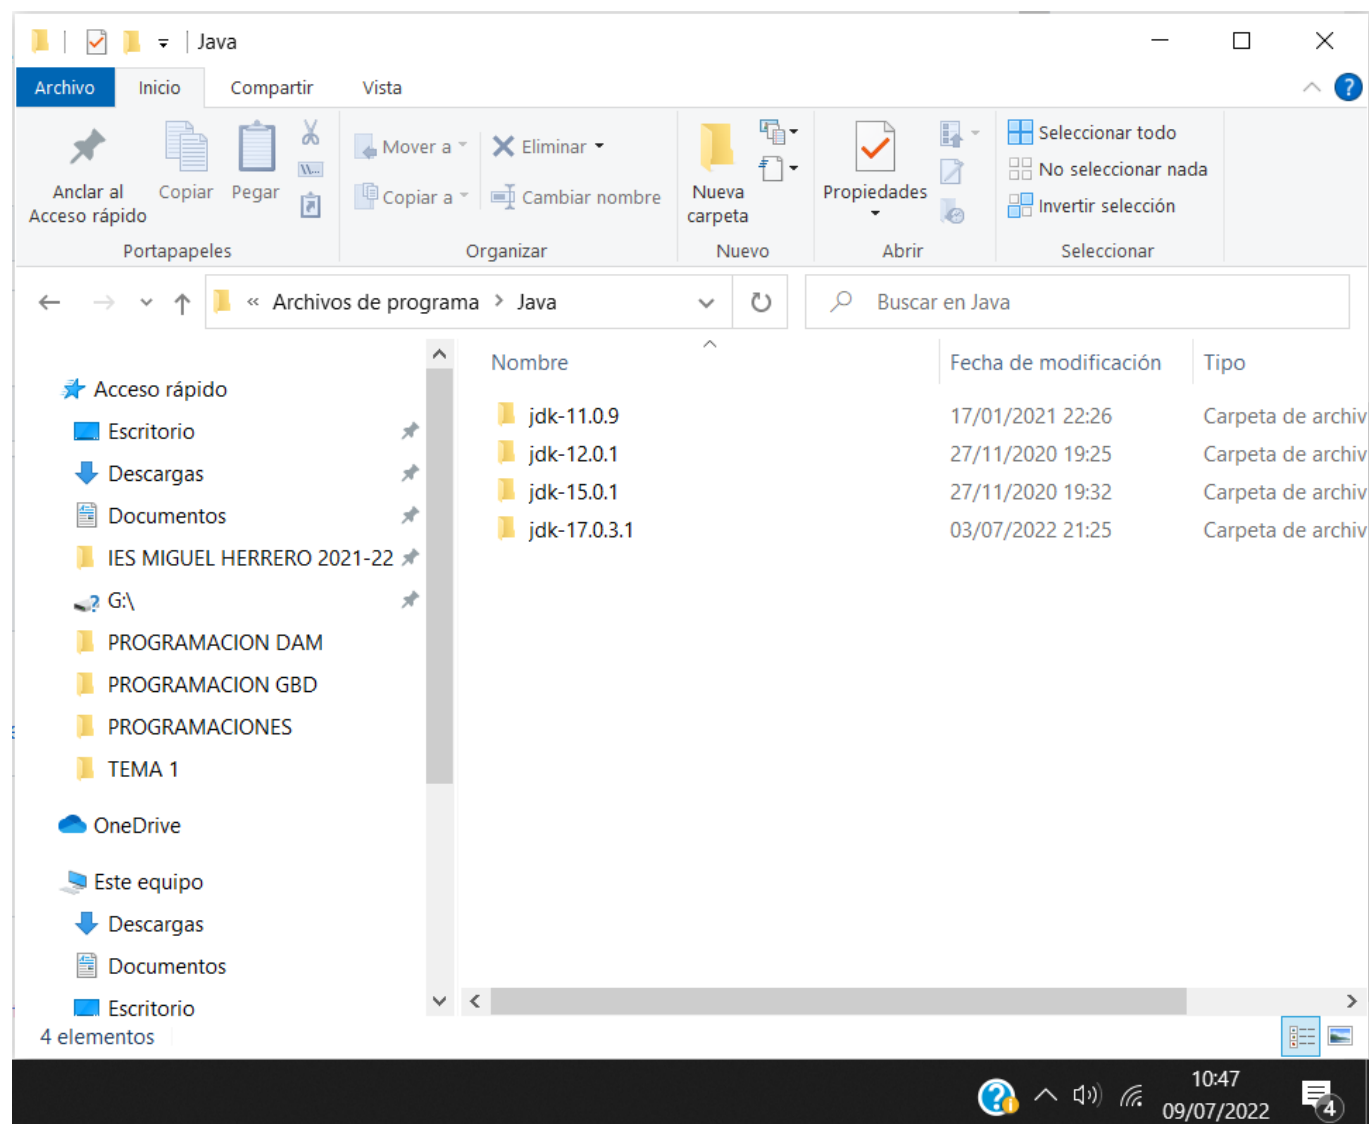 Java
Archivo Inicio Compartir Vista
Anclar al Acceso rápido
Copiar
Pegar
Mover a
Copiar a
Eliminar
Cambiar nombre
Nueva carpeta
Propiedades
Seleccionar todo
No seleccionar nada
Invertir selección
Portapapeles Organizar Nuevo Abrir Seleccionar
« Archivos de programa > Java
Buscar en Java
Nombre Fecha de modificación Tipo
jdk-11.0.9 17/01/2021 22:26 Carpeta de archiv
jdk-12.0.1 27/11/2020 19:25 Carpeta de archiv
jdk-15.0.1 27/11/2020 19:32 Carpeta de archiv
jdk-17.0.3.1 03/07/2022 21:25 Carpeta de archiv
Acceso rápido
Escritorio
Descargas
Documentos
IES MIGUEL HERRERO 2021-22
G:\
PROGRAMACION DAM
PROGRAMACION GBD
PROGRAMACIONES
TEMA 1
OneDrive
Este equipo
Descargas
Documentos
Escritorio
4 elementos
10:47
09/07/2022
4